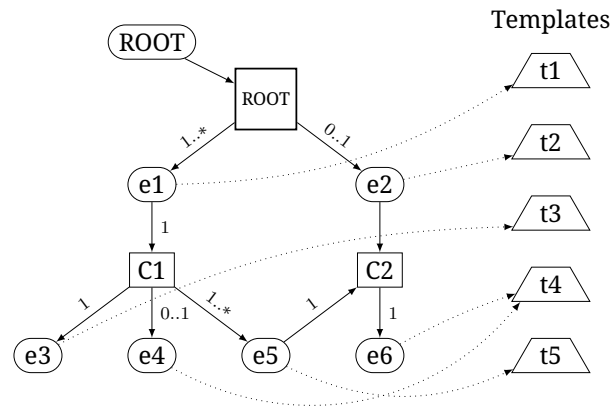 Templates
ROOT
t1
ROOT
1..*
0..1
t2
e1
e2
t3
1
C1
C2
t4
1
0..1
1..*
1
1
e3
e4
e5
e6
t5